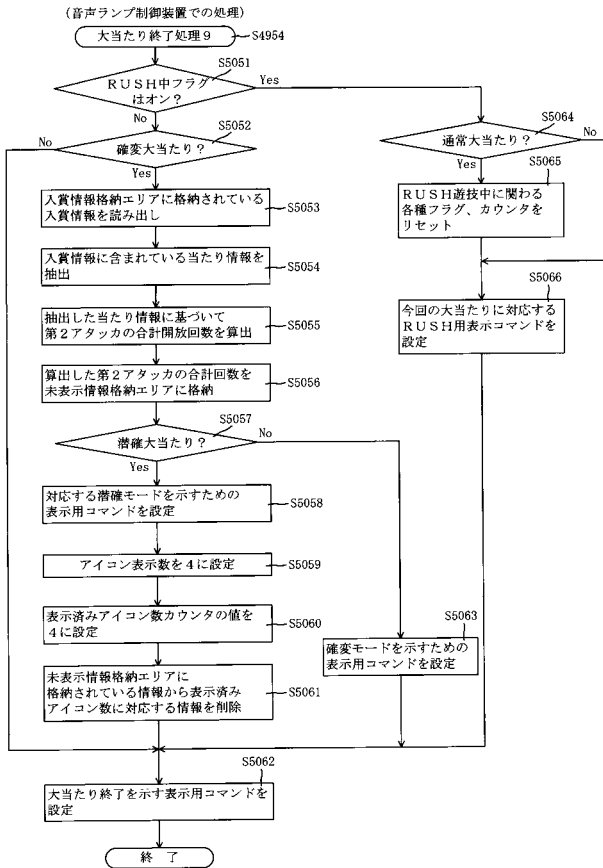 (音声ランプ制御装置での処理)
大当たり終了処理9
S4954
S5051
RUSH中フラグ
はオン?
Yes
No
S5052
確変大当たり?
No
Yes
S5064
通常大当たり?
No
Yes
S5065
RUSH遊技中に関わる
各種フラグ、カウンタを
リセット
入賞情報格納エリアに格納されている
入賞情報を読み出し
S5053
入賞情報に含まれている当たり情報を
抽出
S5054
S5066
今回の大当たりに対応する
RUSH用表示コマンドを
設定
抽出した当たり情報に基づいて
第2アタッカの合計開放回数を算出
S5055
算出した第2アタッカの合計回数を
未表示情報格納エリアに格納
S5056
S5057
潜確大当たり?
No
Yes
対応する潜確モードを示すための
表示用コマンドを設定
S5058
アイコン表示数を4に設定
S5059
表示済みアイコン数カウンタの値を
4に設定
S5060
S5063
確変モードを示すための
表示用コマンドを設定
未表示情報格納エリアに
格納されている情報から表示済み
アイコン数に対応する情報を削除
S5061
S5062
大当たり終了を示す表示用コマンドを
設定
終了